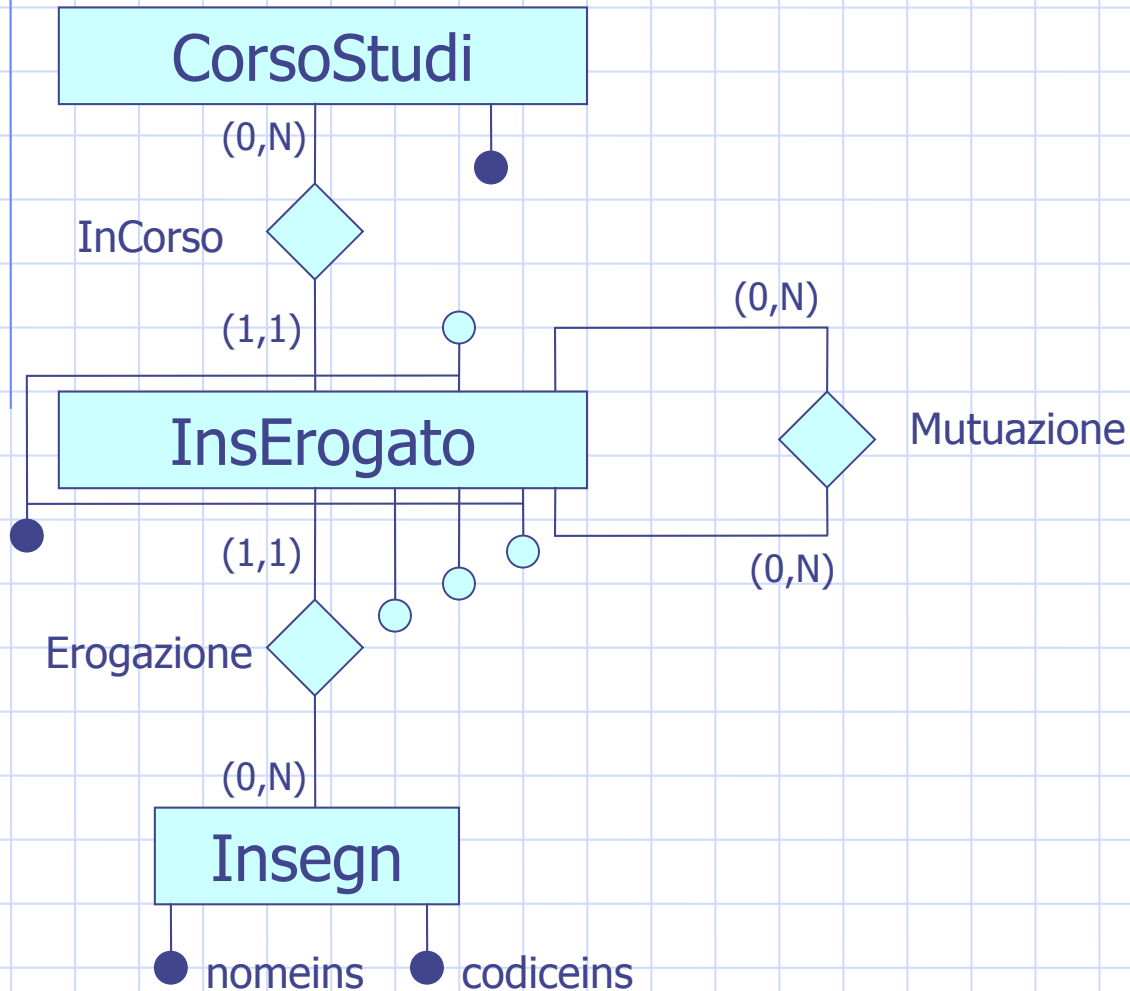 CorsoStudi
(0,N)
InCorso
(1,1)
(0,N)
InsErogato
Mutuazione
(1,1)
(0,N)
Erogazione
(0,N)
Insegn
nomeins
codiceins